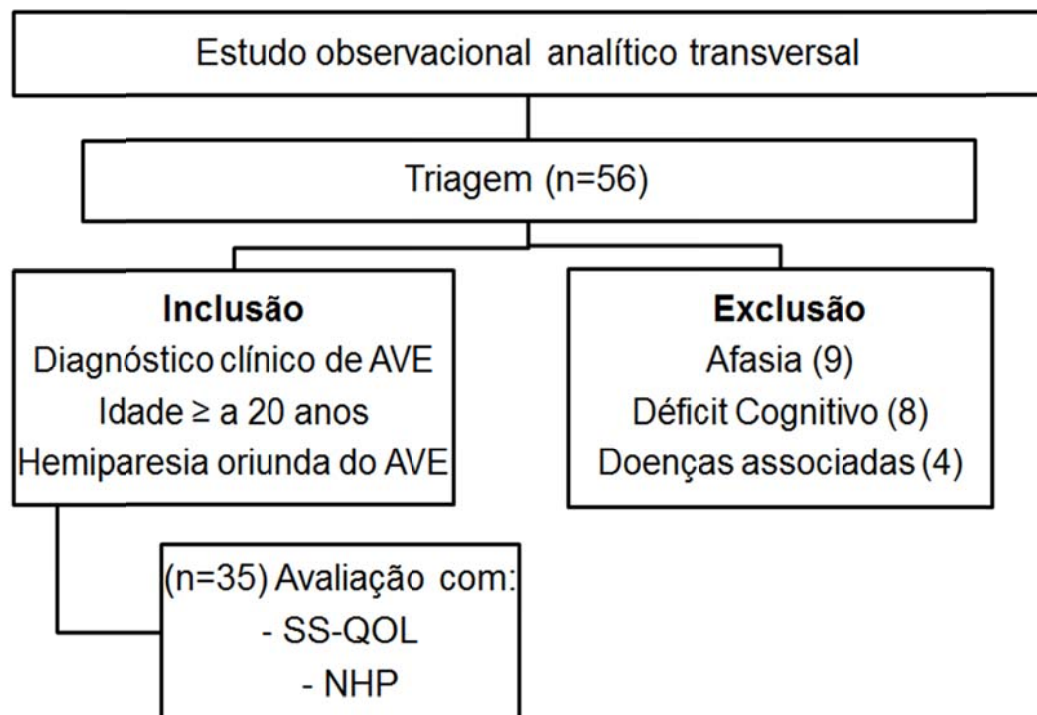 Estudo observacional analítico transversal
Triagem (n=56)
Inclusão
Diagnóstico clínico de AVE
Idade ≥ a 20 anos
Hemiparesia oriunda do AVE
Exclusão
Afasia (9)
Déficit Cognitivo (8)
Doenças associadas (4)
(n=35) Avaliação com:
- SS-QOL
- NHP